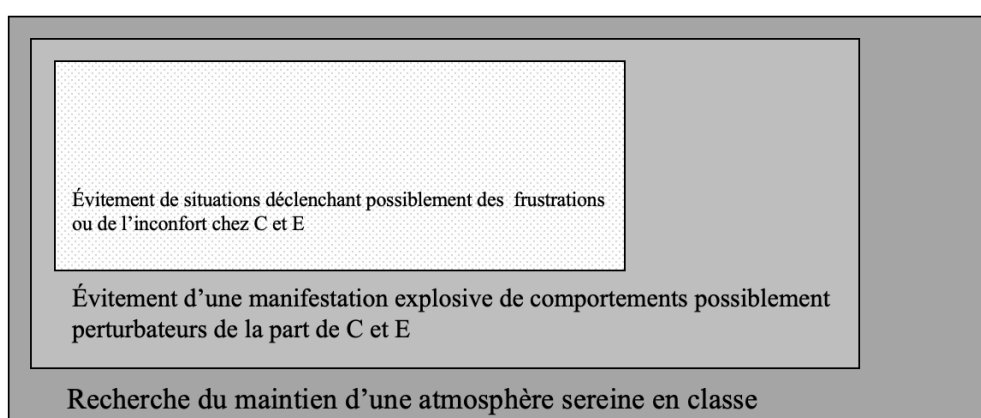 Évitement de situations déclenchant possiblement des frustrations
ou de l’inconfort chez C et E
Évitement d’une manifestation explosive de comportements possiblement
perturbateurs de la part de C et E
Recherche du maintien d’une atmosphère sereine en classe